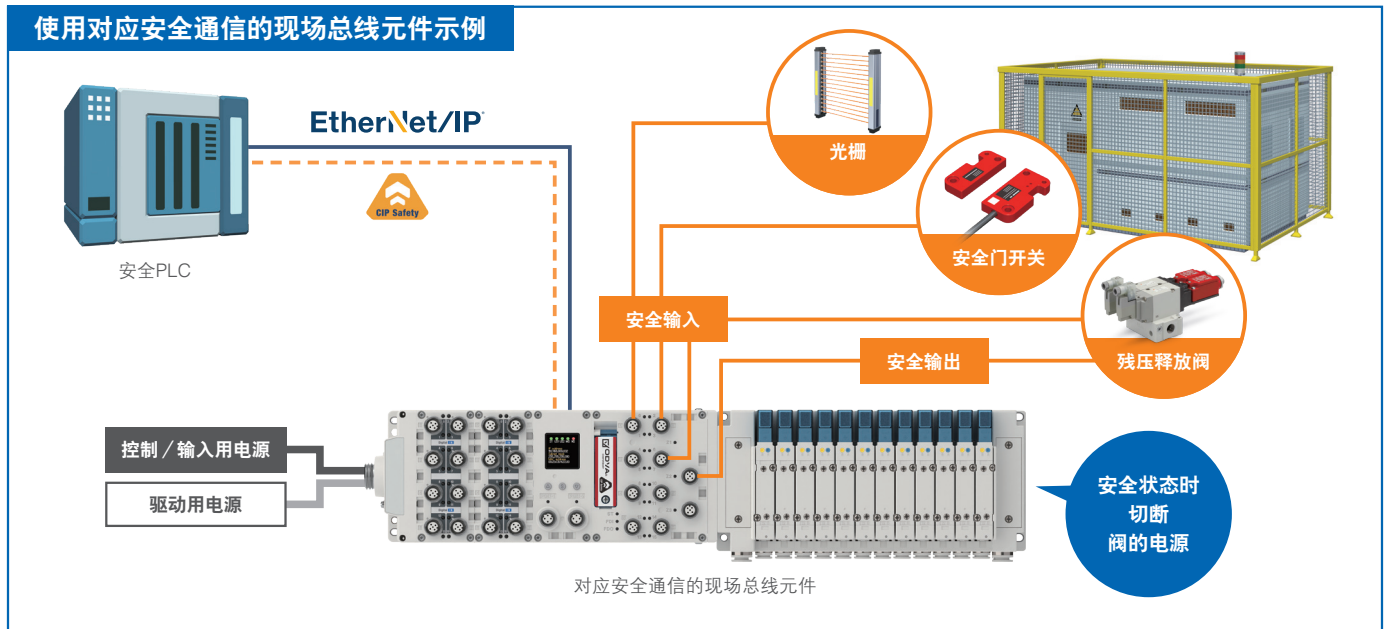 使用对应安全通信的现场总线元件示例
EtherNet/IP
CIP Safety
安全PLC
光栅
安全门开关
残压释放阀
安全输入
安全输出
控制/输入用电源
驱动用电源
ODVA
安全状态时
切断
阀的电源
对应安全通信的现场总线元件